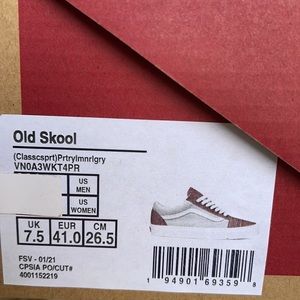 Old Skool
(Classcsprt)Prtrylmnrlgry
VN0A3WKT4PR
US
MEN
US
WOMEN
UK EUR CM
7.5 41.0 26.5
FSV - 01/21
CPSIA PO/CUT#
4001152219
1 94901 69359 8